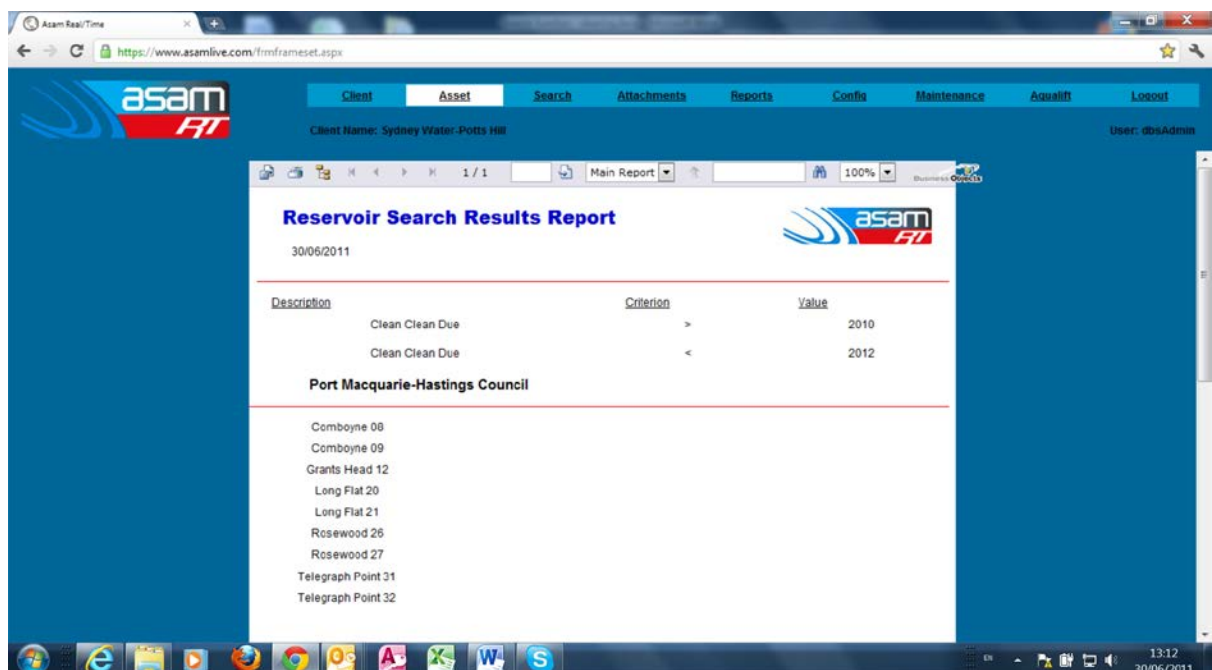 Asam Real/Time
https://www.asamlive.com/frmframeset.aspx
asam RT
Client Asset Search Attachments Reports Config Maintenance Aqualift Logout
Client Name: Sydney Water-Potts Hill User: dbsAdmin
1 / 1 Main Report 100% Business Objects
Reservoir Search Results Report
asam RT
30/06/2011
Description Criterion Value
Clean Clean Due > 2010
Clean Clean Due < 2012
Port Macquarie-Hastings Council
Comboyne 08
Comboyne 09
Grants Head 12
Long Flat 20
Long Flat 21
Rosewood 26
Rosewood 27
Telegraph Point 31
Telegraph Point 32
EN 13:12
30/06/2011